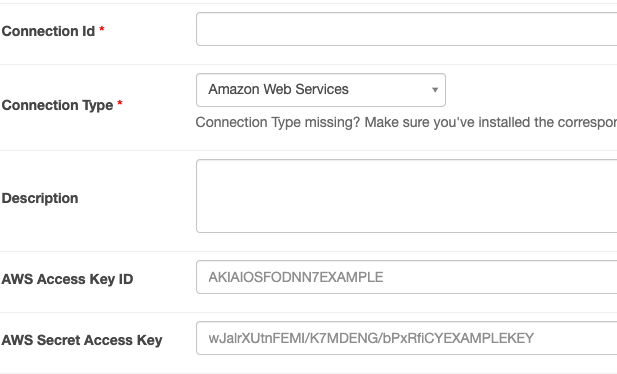 Connection Id *
Connection Type *
Amazon Web Services
Connection Type missing? Make sure you've installed the correspor
Description
AWS Access Key ID
AKIAIOSFODNN7EXAMPLE
AWS Secret Access Key
wJalrXUtnFEMI/K7MDENG/bPxRfiCYEXAMPLEKEY